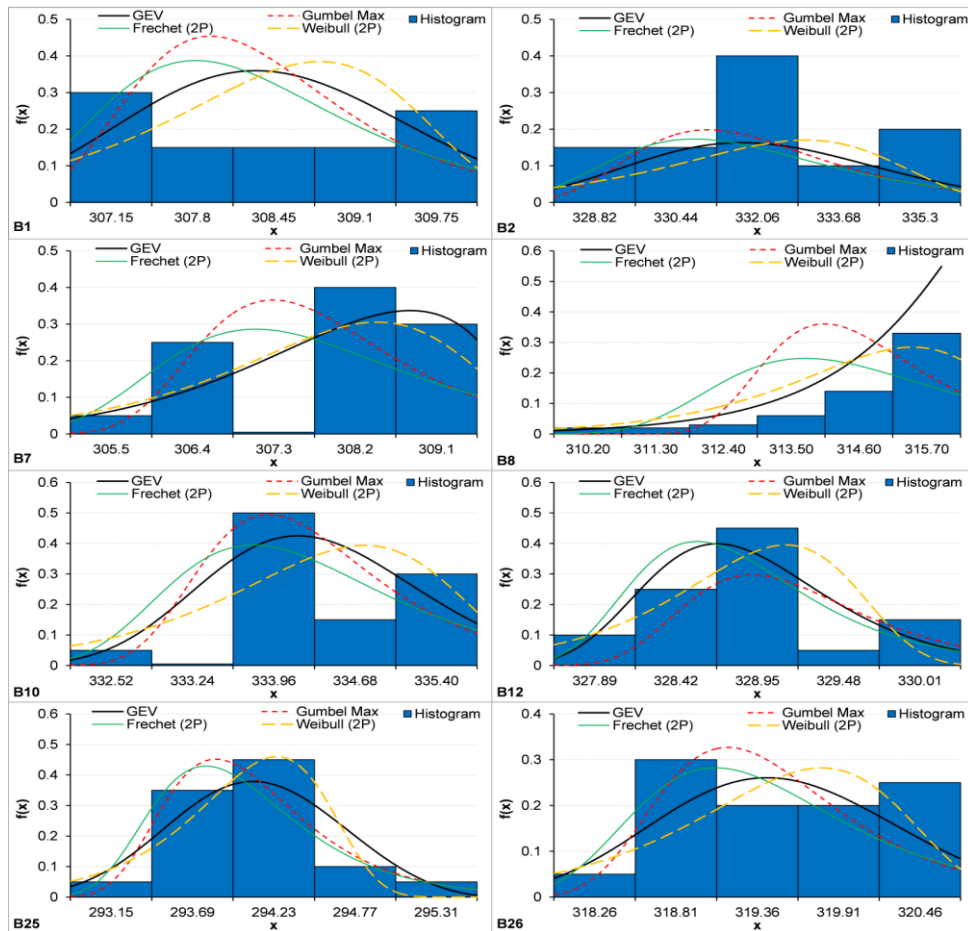 GEV Gumbel Max Histogram
Frechet (2P) Weibull (2P)
f(x)
0.5
0.4
0.3
0.2
0.1
0
307.15 307.8 308.45 309.1 309.75
B1 x
GEV Gumbel Max Histogram
Frechet (2P) Weibull (2P)
f(x)
0.5
0.4
0.3
0.2
0.1
0
328.82 330.44 332.06 333.68 335.3
B2 x
GEV Gumbel Max Histogram
Frechet (2P) Weibull (2P)
f(x)
0.5
0.4
0.3
0.2
0.1
0
305.5 306.4 307.3 308.2 309.1
B7 x
GEV Gumbel Max Histogram
Frechet (2P) Weibull (2P)
f(x)
0.6
0.5
0.4
0.3
0.2
0.1
0
310.20 311.30 312.40 313.50 314.60 315.70
B8 x
GEV Gumbel Max Histogram
Frechet (2P) Weibull (2P)
f(x)
0.6
0.5
0.4
0.3
0.2
0.1
0
332.52 333.24 333.96 334.68 335.40
B10 x
GEV Gumbel Max Histogram
Frechet (2P) Weibull (2P)
f(x)
0.6
0.5
0.4
0.3
0.2
0.1
0
327.89 328.42 328.95 329.48 330.01
B12 x
GEV Gumbel Max Histogram
Frechet (2P) Weibull (2P)
f(x)
0.6
0.5
0.4
0.3
0.2
0.1
0
293.15 293.69 294.23 294.77 295.31
B25 x
GEV Gumbel Max Histogram
Frechet (2P) Weibull (2P)
f(x)
0.4
0.3
0.2
0.1
0
318.26 318.81 319.36 319.91 320.46
B26 x